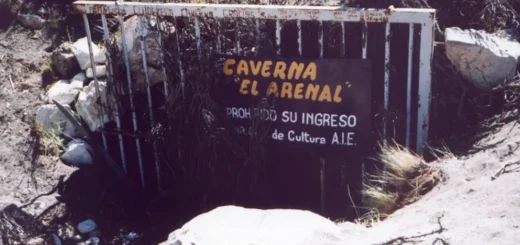 CAVERNA
"EL ARENAL"
PROHIBIDO SU INGRESO
de Cultura A.I.E.